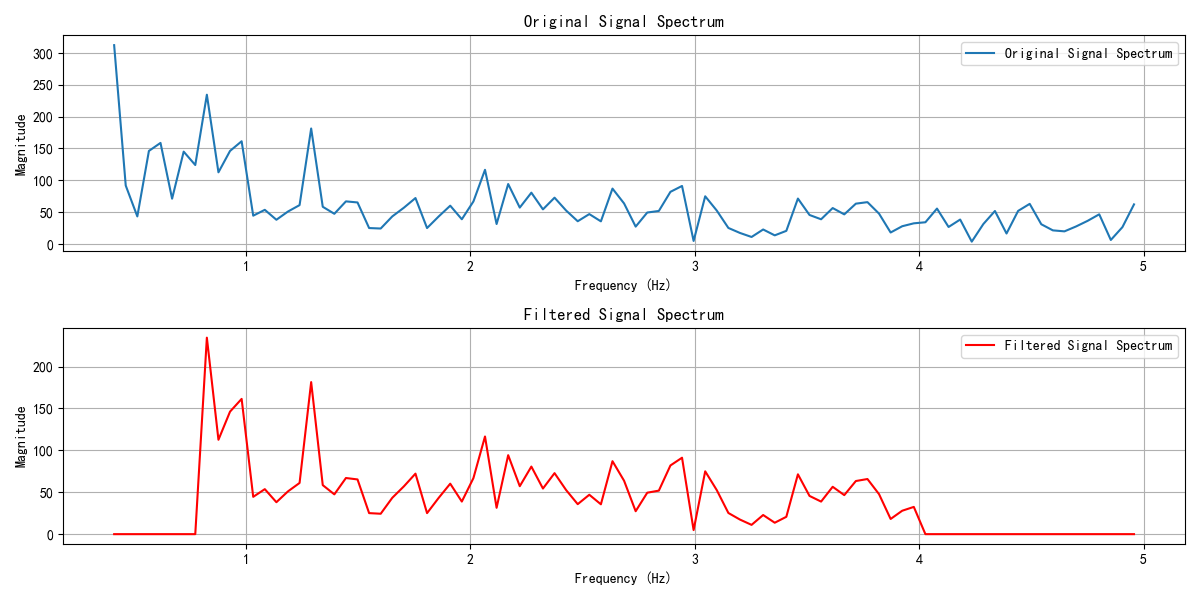 Original Signal Spectrum
300
250
200
150
100
50
0
Magnitude
Original Signal Spectrum
1
2
3
4
5
Frequency (Hz)
Filtered Signal Spectrum
200
150
100
50
0
Magnitude
Filtered Signal Spectrum
1
2
3
4
5
Frequency (Hz)